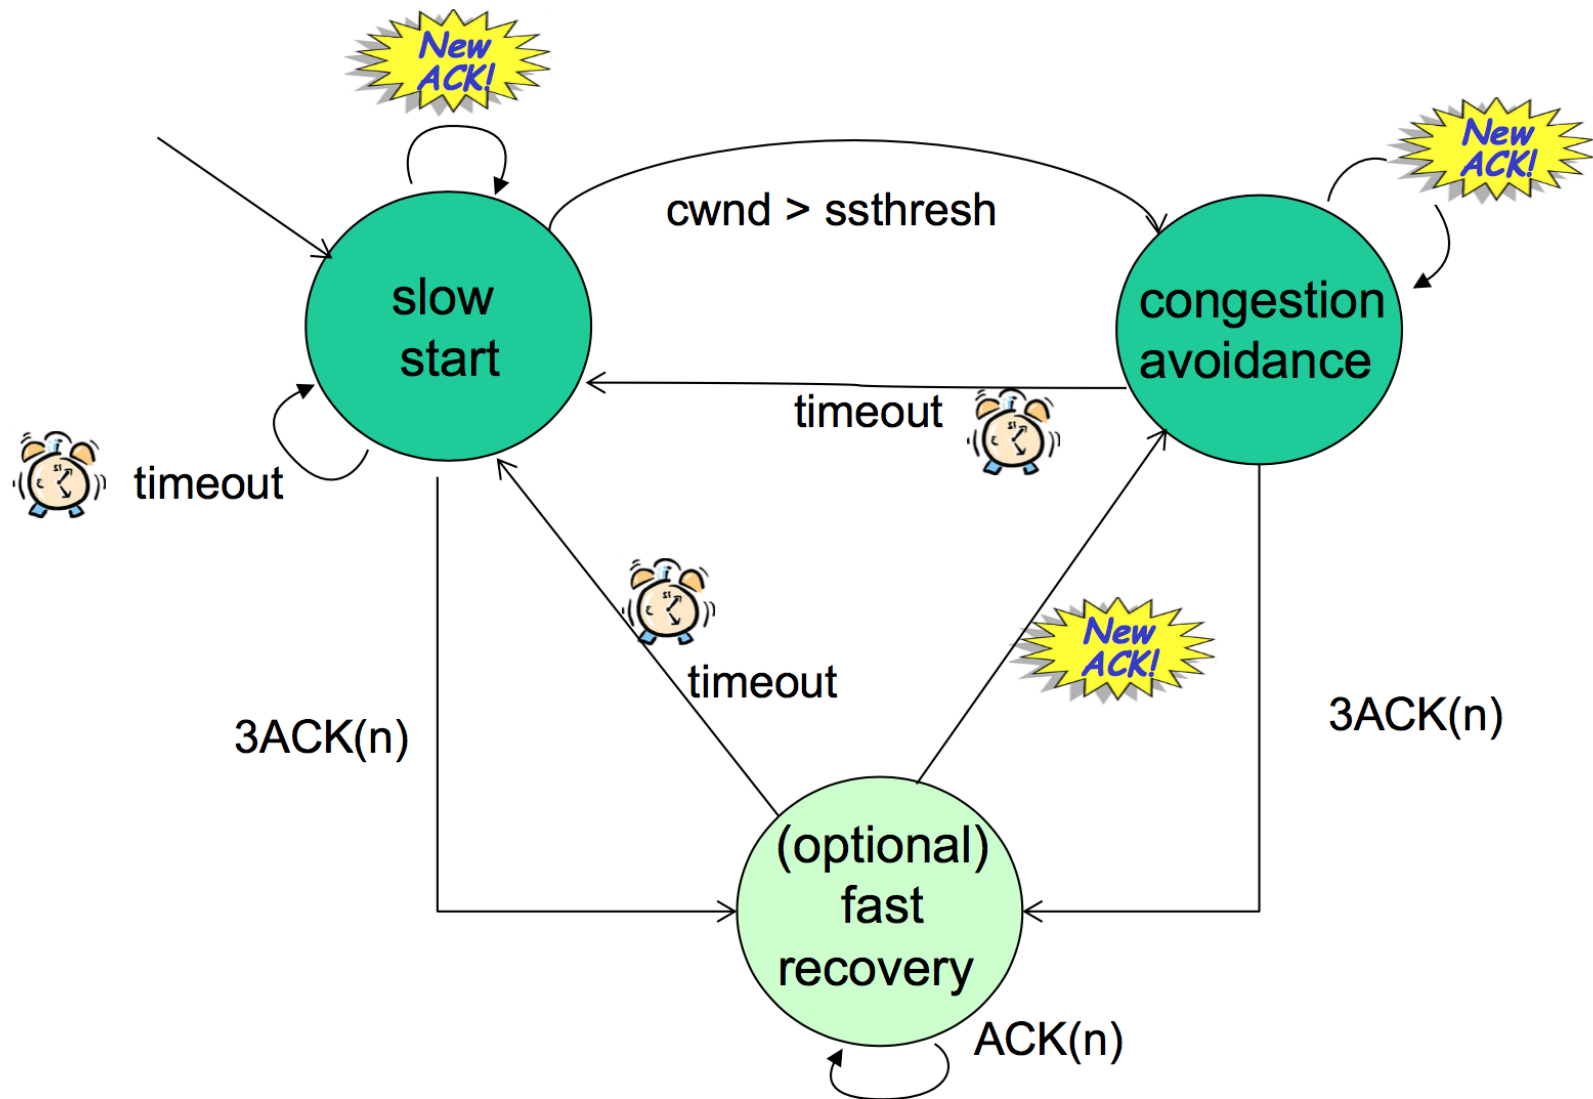 New
ACK!
New
ACK!
cwnd > ssthresh
slow
start
congestion
avoidance
timeout
timeout
New
ACK!
timeout
3ACK(n)
3ACK(n)
(optional)
fast
recovery
ACK(n)